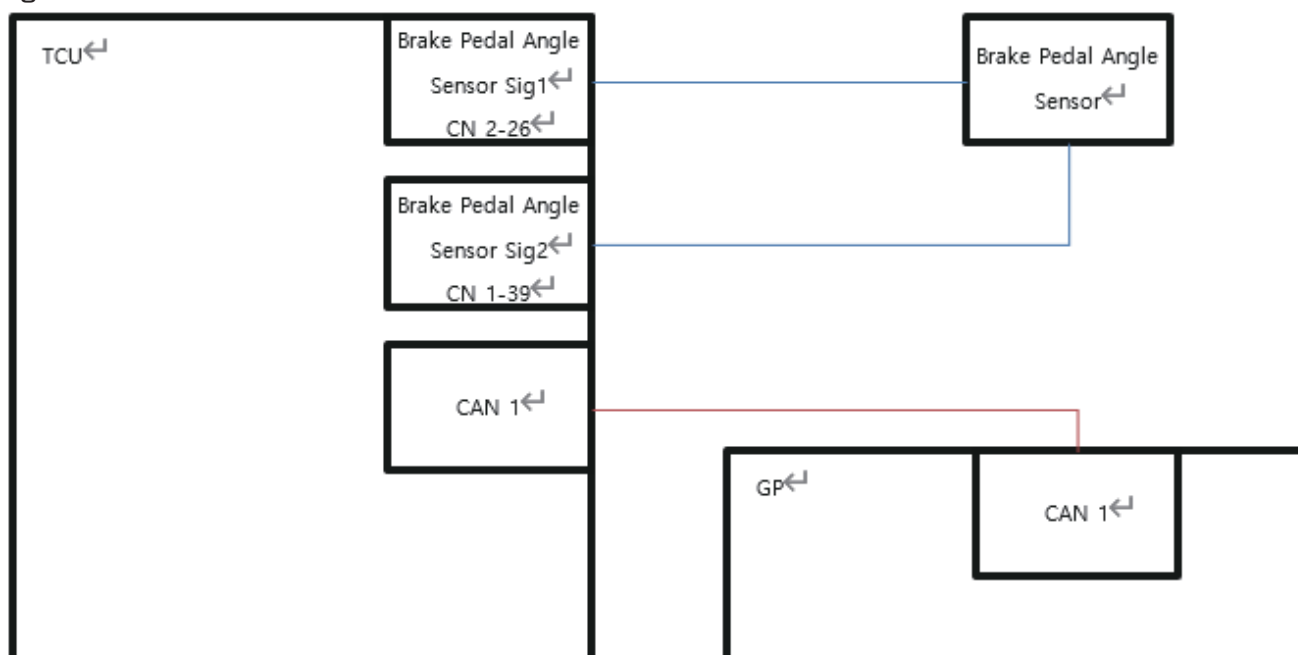 TCU↵
Brake Pedal Angle
Sensor Sig1↵
CN 2-26↵
Brake Pedal Angle
Sensor↵
Brake Pedal Angle
Sensor Sig2↵
CN 1-39↵
CAN 1↵
GP↵
CAN 1↵